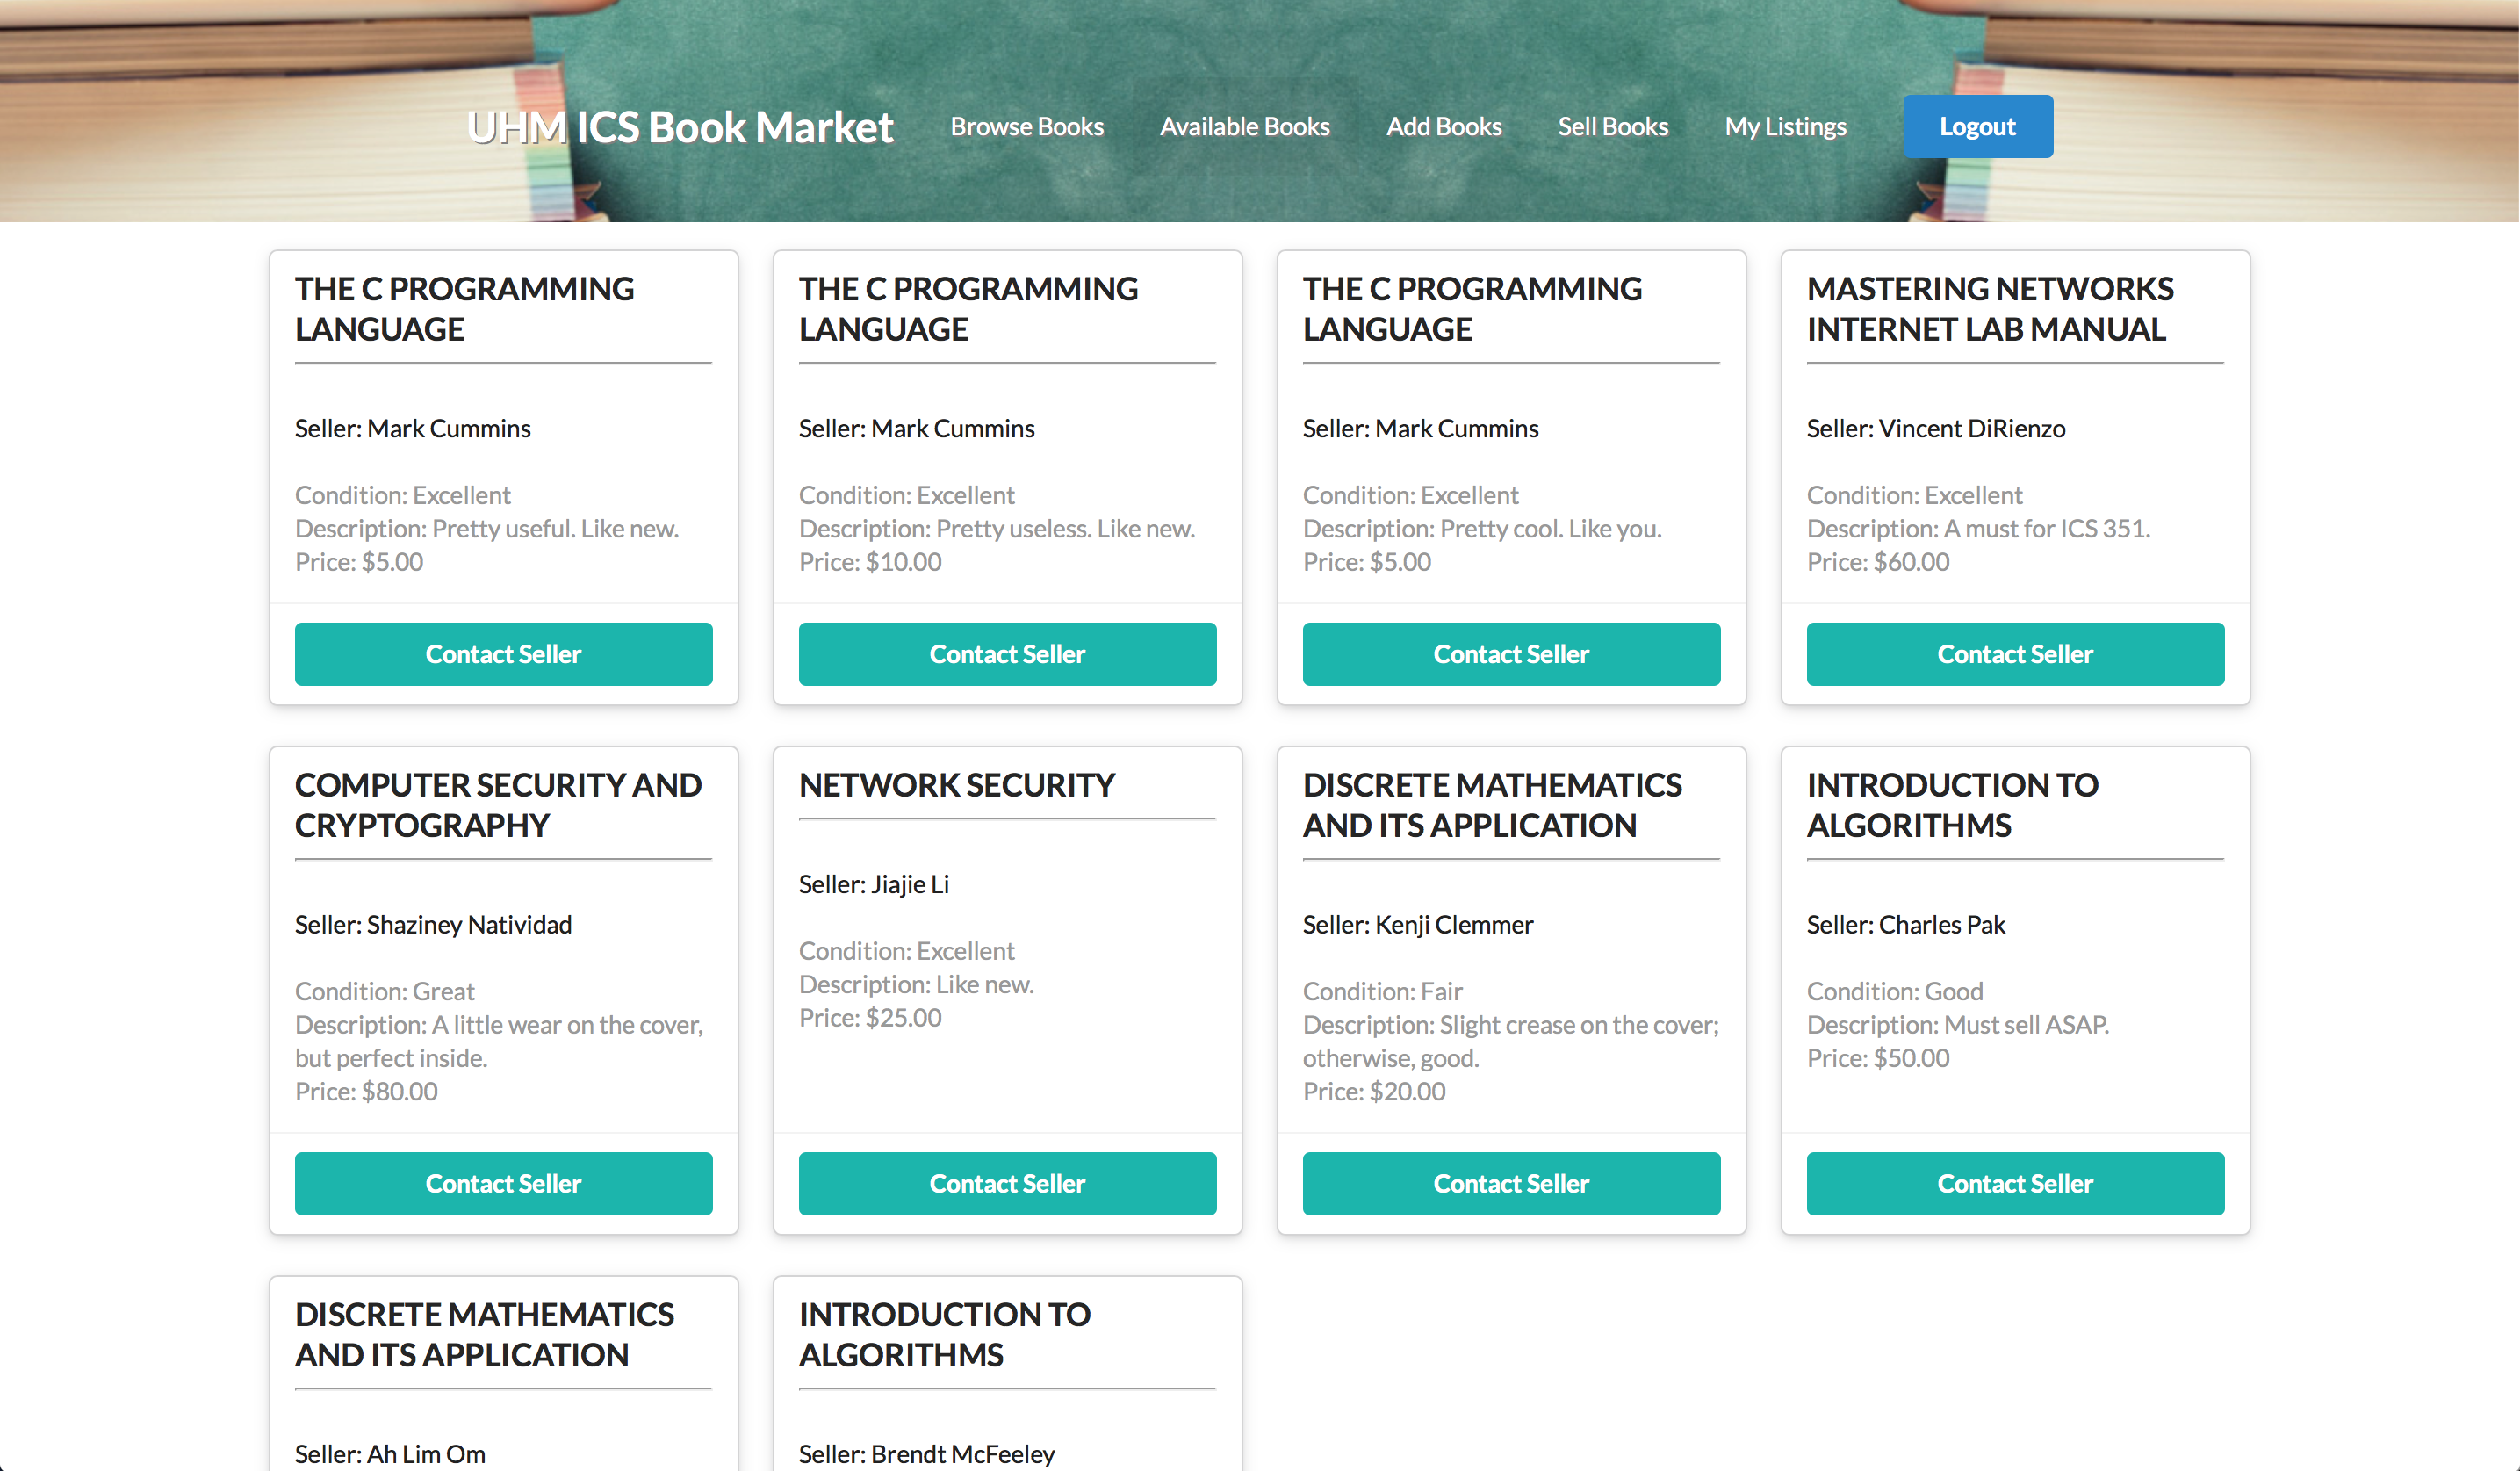 UHM ICS Book Market
Browse Books
Available Books
Add Books
Sell Books
My Listings
Logout
THE C PROGRAMMING
LANGUAGE
Seller: Mark Cummins
Condition: Excellent
Description: Pretty useful. Like new.
Price: $5.00
Contact Seller
THE C PROGRAMMING
LANGUAGE
Seller: Mark Cummins
Condition: Excellent
Description: Pretty useless. Like new.
Price: $10.00
Contact Seller
THE C PROGRAMMING
LANGUAGE
Seller: Mark Cummins
Condition: Excellent
Description: Pretty cool. Like you.
Price: $5.00
Contact Seller
MASTERING NETWORKS
INTERNET LAB MANUAL
Seller: Vincent DiRienzo
Condition: Excellent
Description: A must for ICS 351.
Price: $60.00
Contact Seller
COMPUTER SECURITY AND
CRYPTOGRAPHY
Seller: Shaziney Natividad
Condition: Great
Description: A little wear on the cover,
but perfect inside.
Price: $80.00
Contact Seller
NETWORK SECURITY
Seller: Jiajie Li
Condition: Excellent
Description: Like new.
Price: $25.00
Contact Seller
DISCRETE MATHEMATICS
AND ITS APPLICATION
Seller: Kenji Clemmer
Condition: Fair
Description: Slight crease on the cover;
otherwise, good.
Price: $20.00
Contact Seller
INTRODUCTION TO
ALGORITHMS
Seller: Charles Pak
Condition: Good
Description: Must sell ASAP.
Price: $50.00
Contact Seller
DISCRETE MATHEMATICS
AND ITS APPLICATION
Seller: Ah Lim Om
INTRODUCTION TO
ALGORITHMS
Seller: Brendt McFeeley